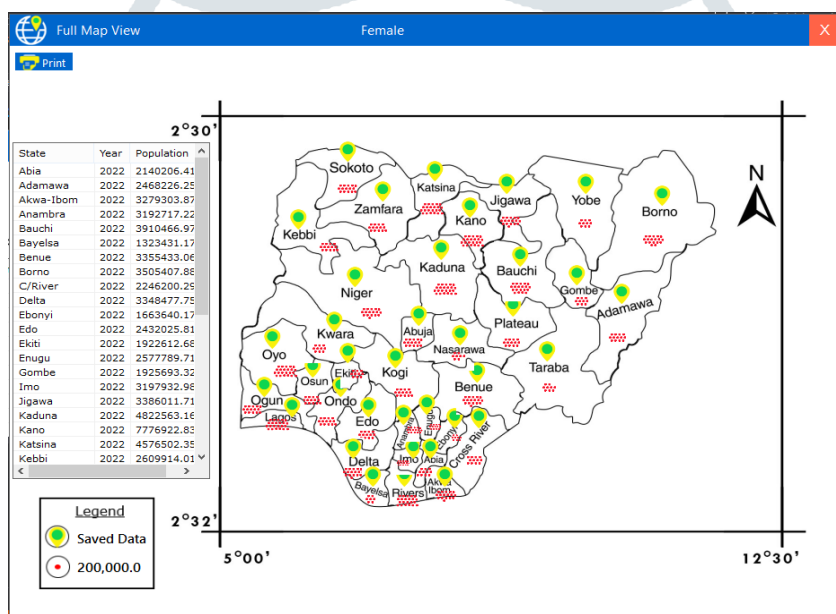 Full Map View Female X
Print
2°30'
State Year Population
Abia 2022 2140206.41
Adamawa 2022 2468226.25
Akwa-Ibom 2022 3279303.87
Anambra 2022 3192717.22
Bauchi 2022 3910466.97
Bayelsa 2022 1323431.17
Benue 2022 3355433.06
Borno 2022 3505407.88
C/River 2022 2246200.29
Delta 2022 3348477.75
Ebonyi 2022 1663640.17
Edo 2022 2432025.81
Ekiti 2022 1922612.68
Enugu 2022 2577789.71
Gombe 2022 1925693.32
Imo 2022 3197932.98
Jigawa 2022 3386011.71
Kaduna 2022 4822563.16
Kano 2022 7776922.83
Katsina 2022 4576502.35
Kebbi 2022 2609914.01
Sokoto
Katsina
Jigawa
Yobe
N
Zamfara
Kano
Borno
Kebbi
Kaduna
Bauchi
Niger
Gombe
Adamawa
Kwara
Abuja
Plateau
Nasarawa
Oyo
Osun
Ekiti
Kogi
Taraba
Benue
Ogun
Ondo
Lagos
Edo
Anambra
Enugu
Ebony
Cross River
Delta
Imo
Abia
Bayelsa
Rivers
Akwa
Ibom
2°32'
5°00'
12°30'
Legend
Saved Data
200,000.0